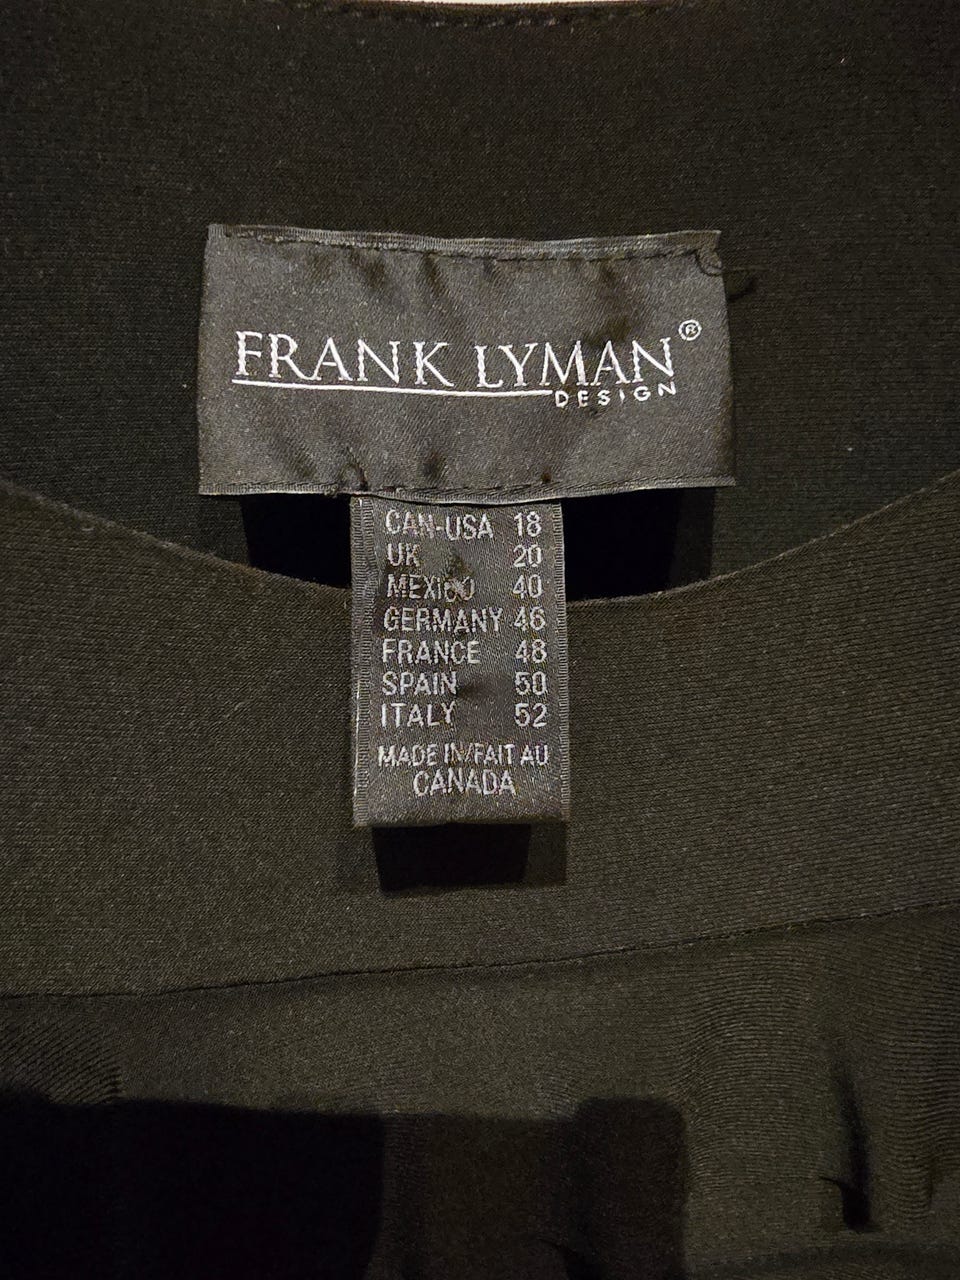 FRANK LYMAN®
DESIGN
CAN-USA 18
UK 20
MEXICO 40
GERMANY 46
FRANCE 48
SPAIN 50
ITALY 52
MADE IN/FAIT AU
CANADA